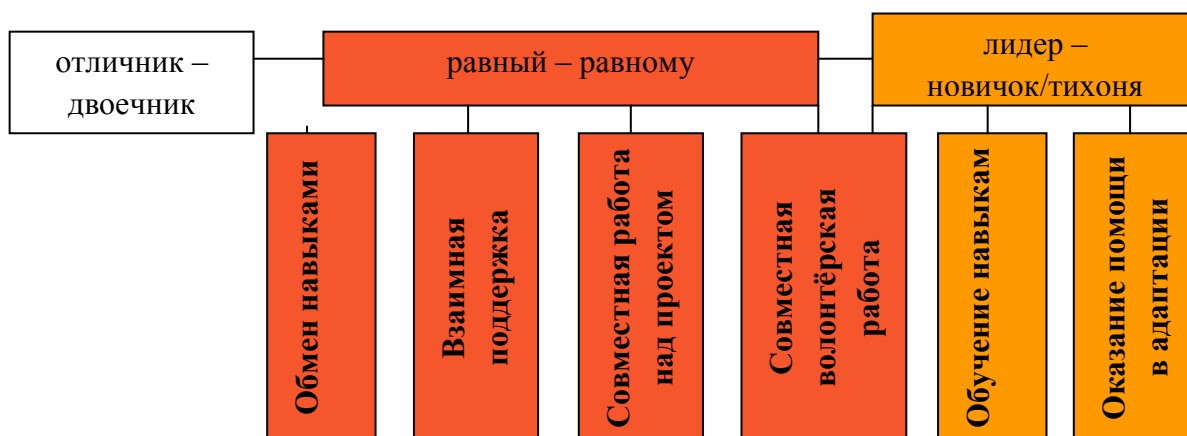 отличник –
двоечник
равный – равному
лидер –
новичок/тихоня
Обмен навыками
Взаимная
поддержка
Совместная работа
над проектом
Совместная
волонтёрская
работа
Обучение навыкам
Оказание помощи
в адаптации